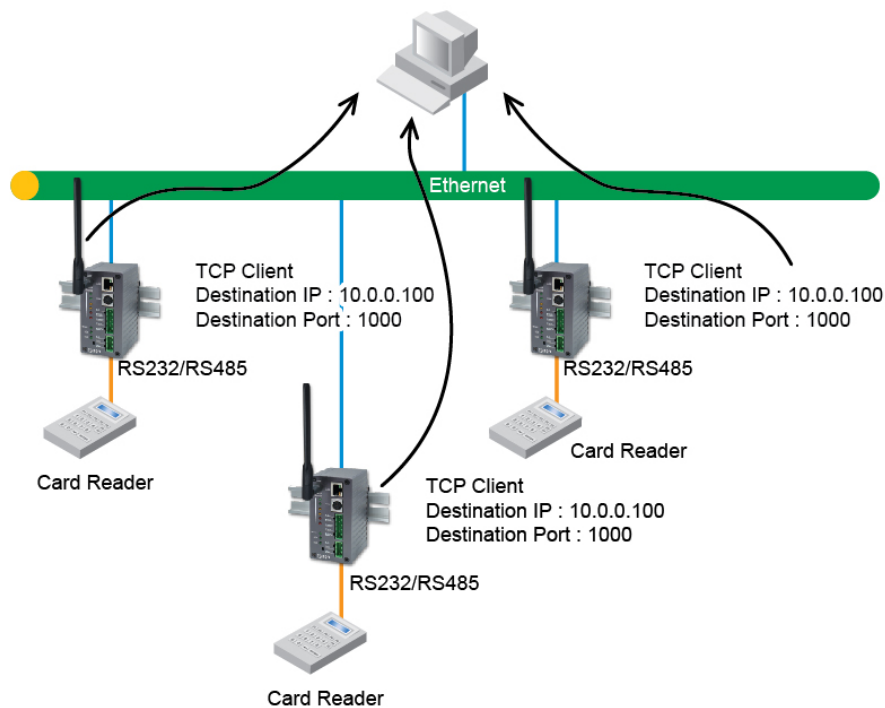 Ethernet
TCP Client
Destination IP : 10.0.0.100
Destination Port : 1000
RS232/RS485
Card Reader
TCP Client
Destination IP : 10.0.0.100
Destination Port : 1000
RS232/RS485
Card Reader
TCP Client
Destination IP : 10.0.0.100
Destination Port : 1000
RS232/RS485
Card Reader